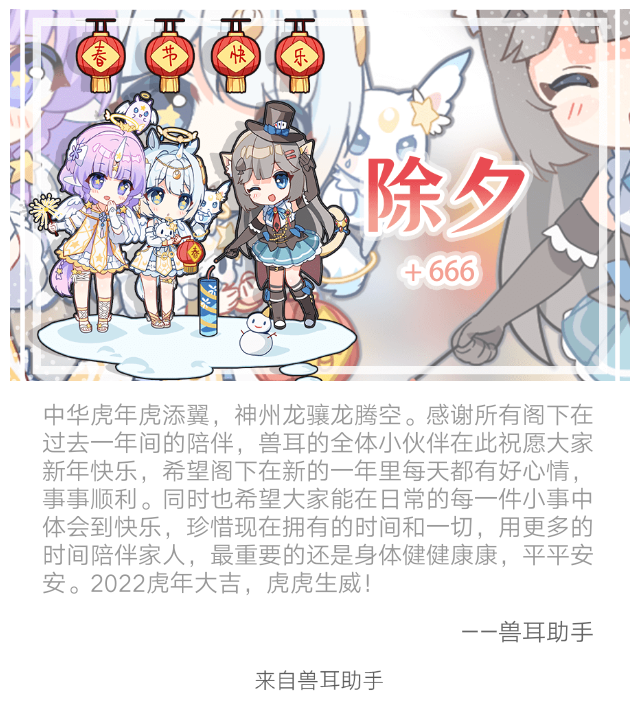 春节快乐
除夕
+666
中华虎年虎添翼，神州龙骧龙腾空。感谢所有阁下在
过去一年间的陪伴，兽耳的全体小伙伴在此祝愿大家
新年快乐，希望阁下在新的一年里每天都有好心情，
事事顺利。同时也希望大家能在日常的每一件小事中
体会到快乐，珍惜现在拥有的时间和一切，用更多的
时间陪伴家人，最重要的还是身体健健康康，平平安
安。2022虎年大吉，虎虎生威！
——兽耳助手
来自兽耳助手